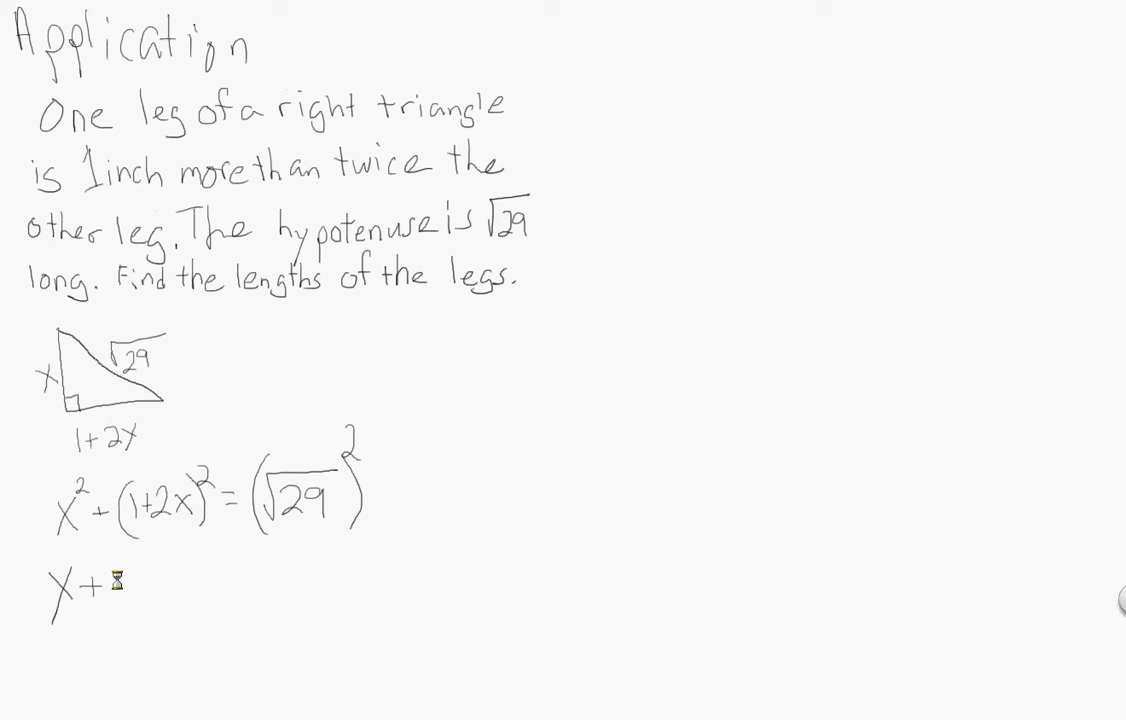 Application
One leg of a right triangle
is 1 inch more than twice the
other leg. The hypotenuse is √29
long. Find the lengths of the legs.
√29
x
1+2x
x² + (1+2x)² = (√29)²
x +